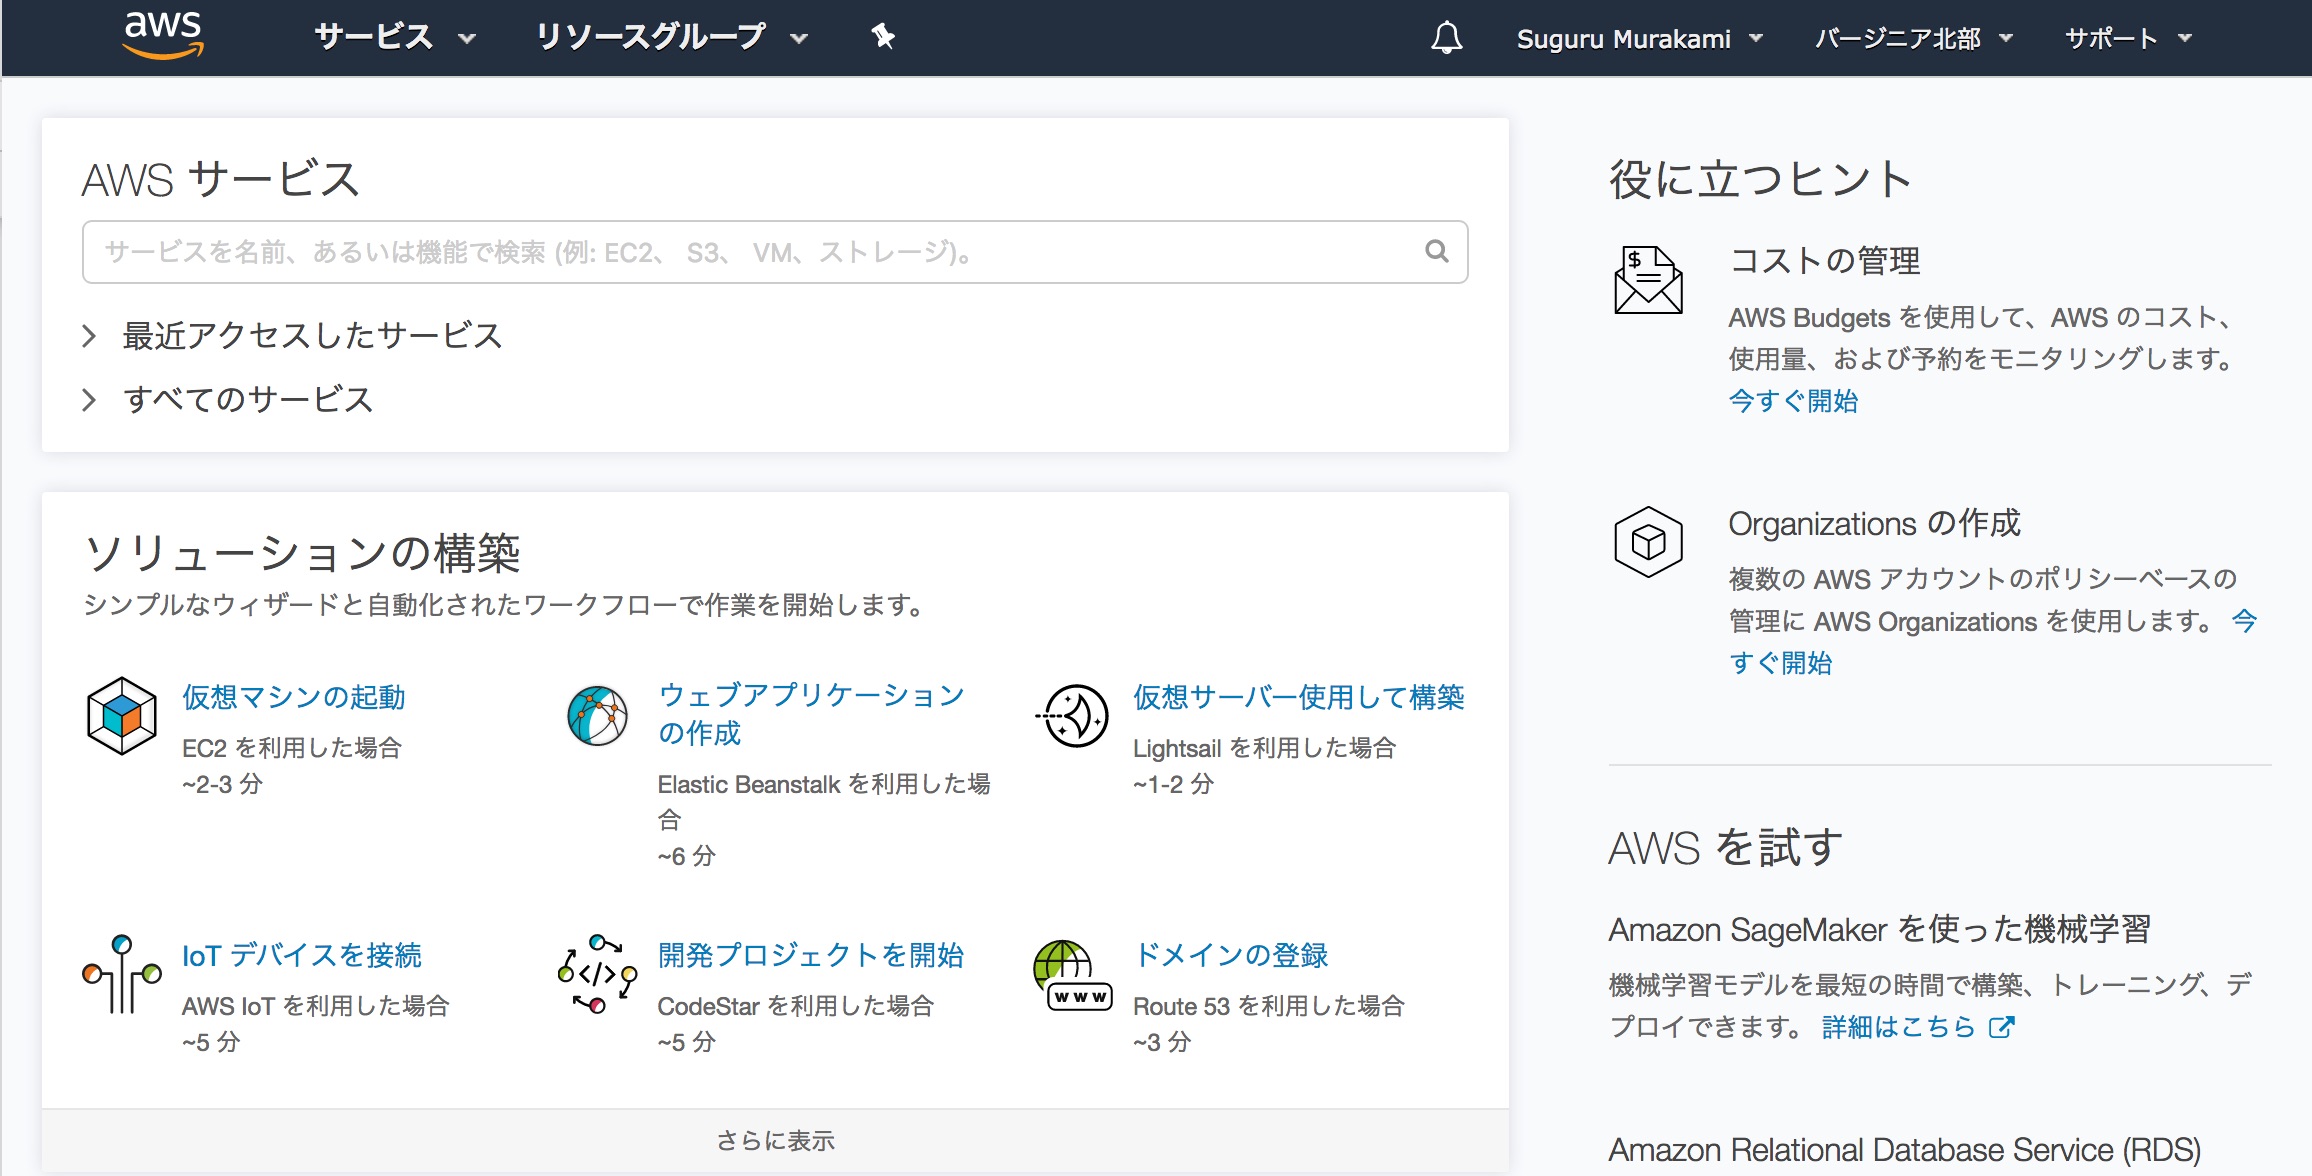 aws サービス リソースグループ Suguru Murakami バージニア北部 サポート
AWS サービス
サービスを名前、あるいは機能で検索 (例: EC2、 S3、 VM、ストレージ)。
最近アクセスしたサービス
すべてのサービス
ソリューションの構築
シンプルなウィザードと自動化されたワークフローで作業を開始します。
仮想マシンの起動
EC2 を利用した場合
~2-3 分
ウェブアプリケーション
の作成
Elastic Beanstalk を利用した場
合
~6 分
仮想サーバー使用して構築
Lightsail を利用した場合
~1-2 分
IoT デバイスを接続
AWS IoT を利用した場合
~5 分
開発プロジェクトを開始
CodeStar を利用した場合
~5 分
www
ドメインの登録
Route 53 を利用した場合
~3 分
さらに表示
役に立つヒント
$
コストの管理
AWS Budgets を使用して、AWS のコスト、
使用量、および予約をモニタリングします。
今すぐ開始
Organizations の作成
複数の AWS アカウントのポリシーベースの
管理に AWS Organizations を使用します。 今
すぐ開始
AWS を試す
Amazon SageMaker を使った機械学習
機械学習モデルを最短の時間で構築、トレーニング、デ
プロイできます。 詳細はこちら
Amazon Relational Database Service (RDS)